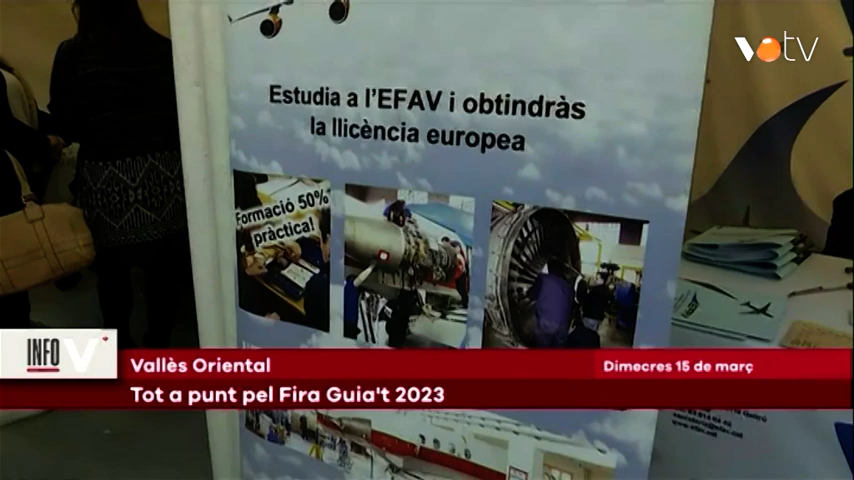 votv
Estudia a l'EFAV i obtindràs
la llicència europea
Formació 50%
pràctica!
INFO V
Vallès Oriental
Dimecres 15 de març
Tot a punt pel Fira Guia't 2023